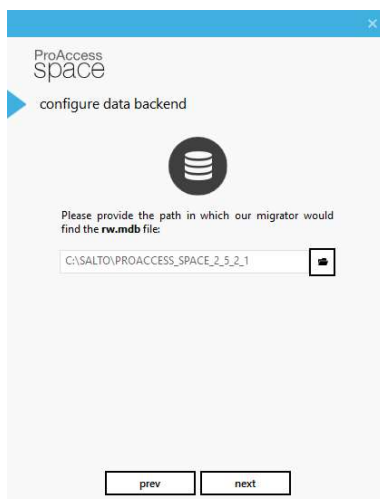 ProAccess
space
configure data backend
Please provide the path in which our migrator would
find the rw.mdb file:
C:\SALTO\PROACCESS_SPACE_2_5_2_1
prev next